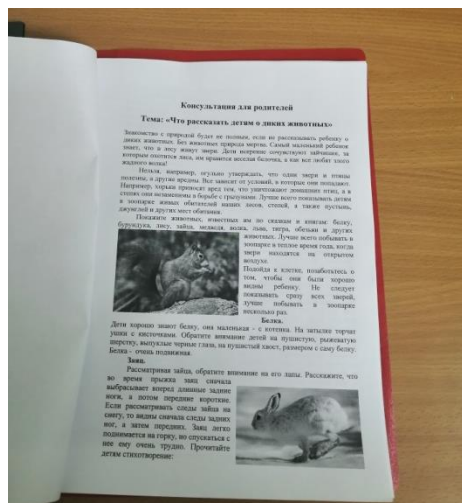 Консультация для родителей
Тема: «Что рассказать детям о диких животных»
Знакомство с природой будет не полным, если не рассказывать ребенку о
диких животных. Без животных природа мертва. Самый маленький ребенок
знает, что в лесу живут звери. Дети искренне сочувствуют зайчишке, за
которым охотится лиса, им нравится веселая белочка, а как все любят злого
жадного волка!
Нельзя, например, огульно утверждать, что одни звери и птицы
полезны, а другие вредны. Все зависит от условий, в которые они попадают.
Например, хорьки приносят вред тем, что уничтожают домашних птиц, а в
степях они незаменимы в борьбе с грызунами. Лучше всего показывать детям
в зоопарке живых обитателей наших лесов, степей, а также пустынь,
джунглей и других мест обитания.
Покажите животных, известных им по сказкам и книгам: белку,
бурундука, лису, зайца, медведя, волка, льва, тигра, обезьян и других
животных. Лучше всего побывать в
зоопарке в теплое время года, когда
звери находятся на открытом
воздухе.
Подойдя к клетке, позаботьтесь о
том, чтобы они были хорошо
видны ребенку. Не следует
показывать сразу всех зверей,
лучше побывать в зоопарке
несколько раз.
Белка.
Дети хорошо знают белку, она маленькая - с котенка. На затылке торчат
ушки с кисточками. Обратите внимание детей на пушистую, рыжеватую
шерстку, выпуклые черные глаза, на пушистый хвост, размером с саму белку.
Белка - очень подвижная.
Заяц.
Рассматривая зайца, обратите внимание на его лапы. Расскажите, что
во время прыжка заяц сначала
выбрасывает вперед длинные задние
ноги, а потом передние короткие.
Если рассматривать следы зайца на
снегу, то видны сначала следы задних
ног, а затем передних. Заяц легко
поднимается на горку, но спускаться с
нее ему очень трудно. Прочитайте
детям стихотворение: